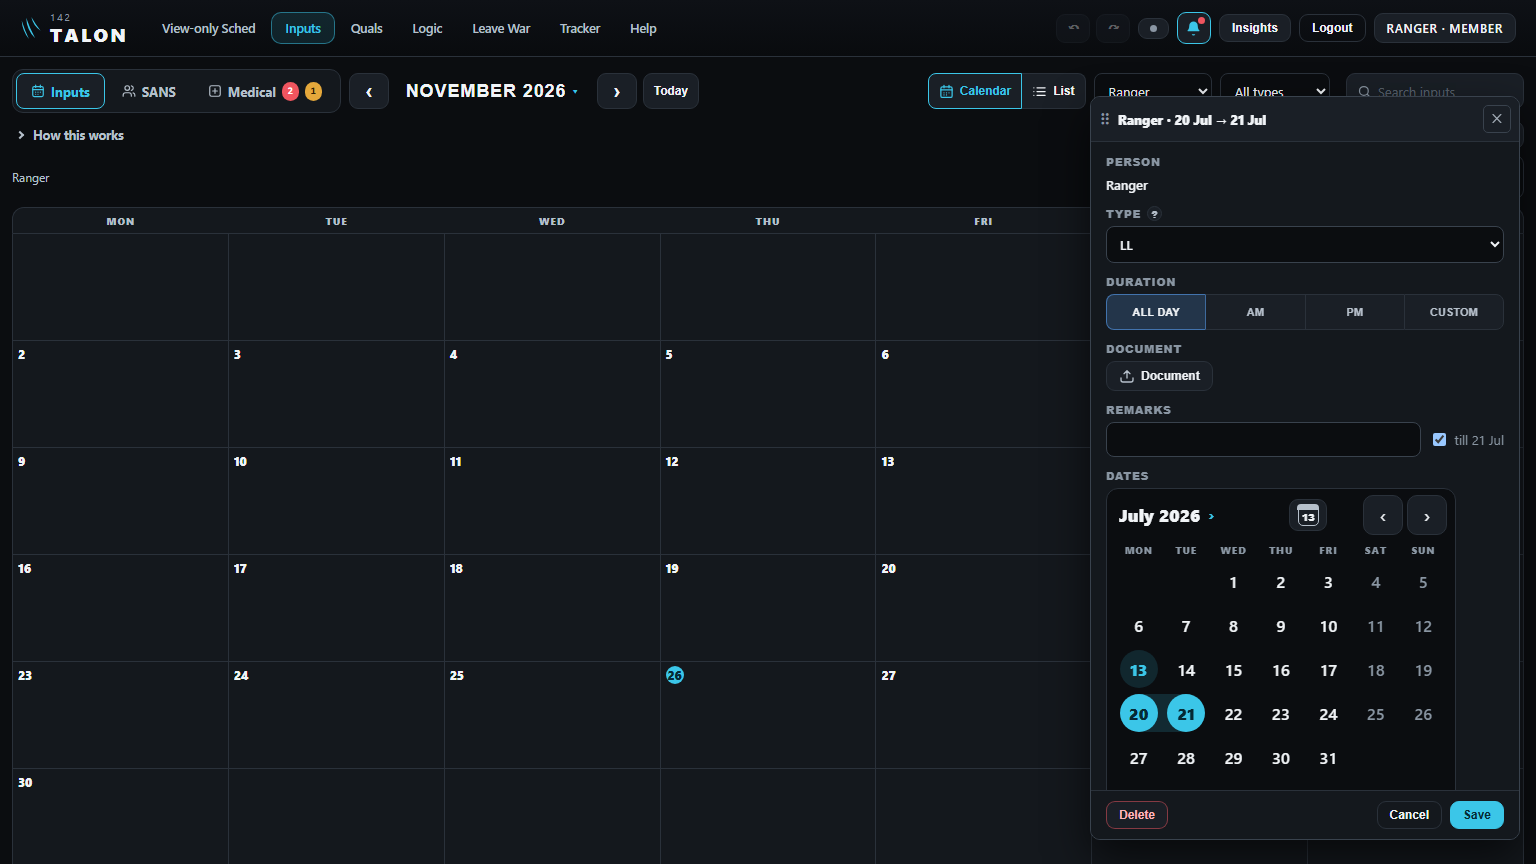 142
TALON
View-only Sched
Inputs
Quals
Logic
Leave War
Tracker
Help
Insights
Logout
RANGER · MEMBER
Inputs
SANS
Medical 2 1
‹
NOVEMBER 2026
›
Today
Calendar
List
Ranger
All types
Search inputs
How this works
Ranger
MON TUE WED THU FRI
2 3 4 5 6
9 10 11 12 13
16 17 18 19 20
23 24 25 26 27
30
Ranger · 20 Jul → 21 Jul
PERSON
Ranger
TYPE ?
LL
DURATION
ALL DAY AM PM CUSTOM
DOCUMENT
Document
REMARKS
till 21 Jul
DATES
July 2026 ›
13
‹ ›
MON TUE WED THU FRI SAT SUN
1 2 3 4 5
6 7 8 9 10 11 12
13 14 15 16 17 18 19
20 21 22 23 24 25 26
27 28 29 30 31
Delete
Cancel
Save